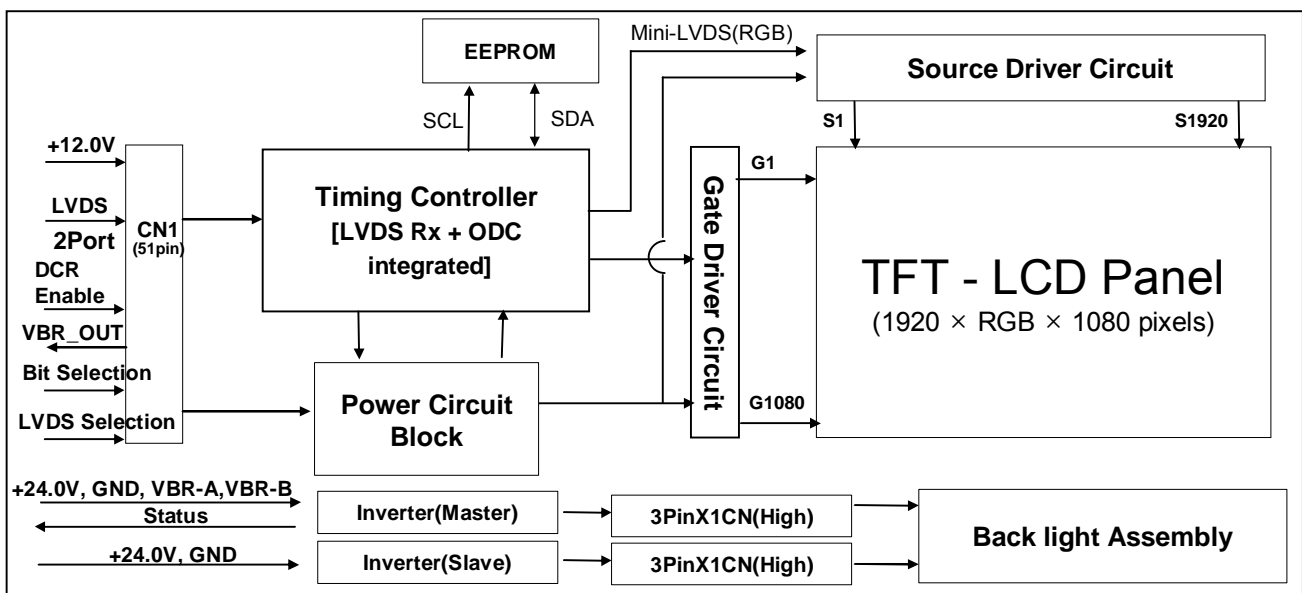 EEPROM
Mini-LVDS(RGB)
Source Driver Circuit
SCL
SDA
S1
S1920
+12.0V
LVDS
2Port
DCR
Enable
VBR_OUT
Bit Selection
LVDS Selection
CN1
(51pin)
Timing Controller
[LVDS Rx + ODC
integrated]
Power Circuit
Block
Gate Driver Circuit
G1
G1080
TFT - LCD Panel
(1920 × RGB × 1080 pixels)
+24.0V, GND, VBR-A,VBR-B
Status
Inverter(Master)
3PinX1CN(High)
Back light Assembly
+24.0V, GND
Inverter(Slave)
3PinX1CN(High)